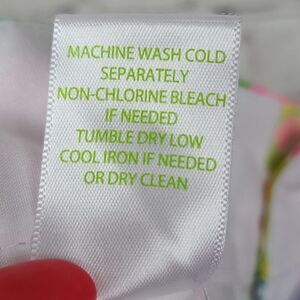 MACHINE WASH COLD
SEPARATELY
NON-CHLORINE BLEACH
IF NEEDED
TUMBLE DRY LOW
COOL IRON IF NEEDED
OR DRY CLEAN